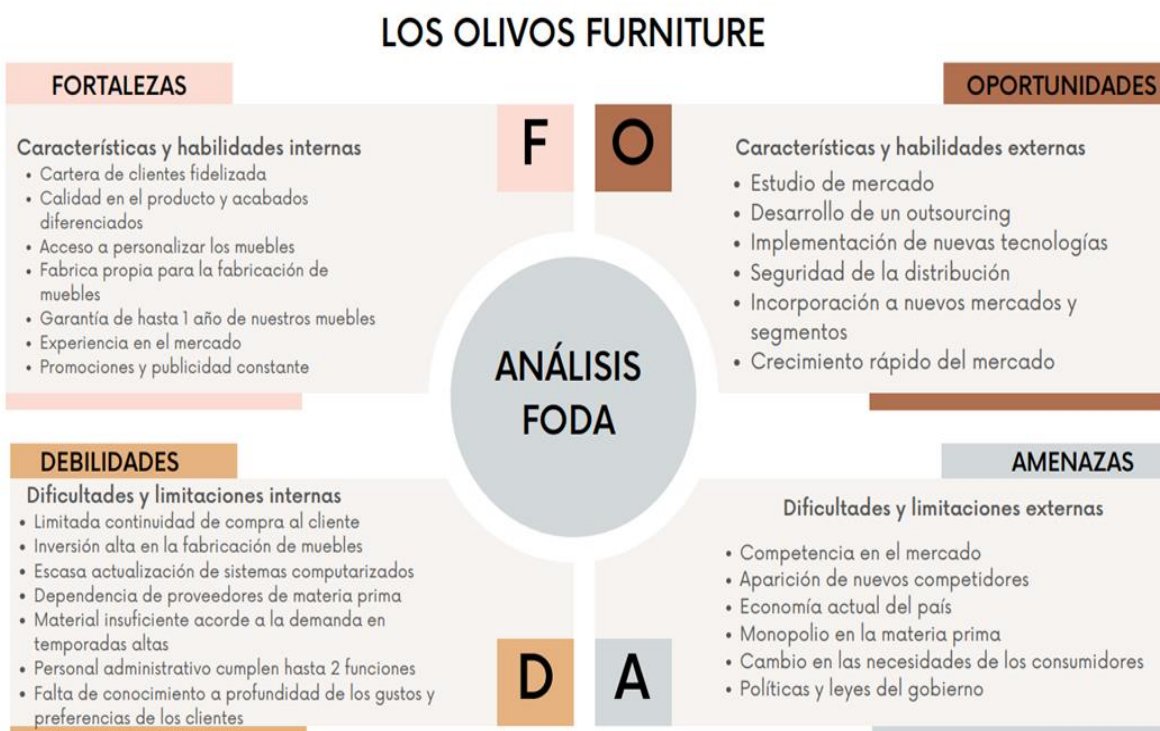 LOS OLIVOS FURNITURE
FORTALEZAS
F
Características y habilidades internas
• Cartera de clientes fidelizada
• Calidad en el producto y acabados
diferenciados
• Acceso a personalizar los muebles
• Fabrica propia para la fabricación de
muebles
• Garantía de hasta 1 año de nuestros muebles
• Experiencia en el mercado
• Promociones y publicidad constante
OPORTUNIDADES
O
Características y habilidades externas
• Estudio de mercado
• Desarrollo de un outsourcing
• Implementación de nuevas tecnologías
• Seguridad de la distribución
• Incorporación a nuevos mercados y
segmentos
• Crecimiento rápido del mercado
ANÁLISIS
FODA
DEBILIDADES
Dificultades y limitaciones internas
• Limitada continuidad de compra al cliente
• Inversión alta en la fabricación de muebles
• Escasa actualización de sistemas computarizados
• Dependencia de proveedores de materia prima
• Material insuficiente acorde a la demanda en
temporadas altas
• Personal administrativo cumplen hasta 2 funciones
• Falta de conocimiento a profundidad de los gustos y
preferencias de los clientes
D
AMENAZAS
Dificultades y limitaciones externas
• Competencia en el mercado
• Aparición de nuevos competidores
• Economía actual del país
• Monopolio en la materia prima
• Cambio en las necesidades de los consumidores
• Políticas y leyes del gobierno
A